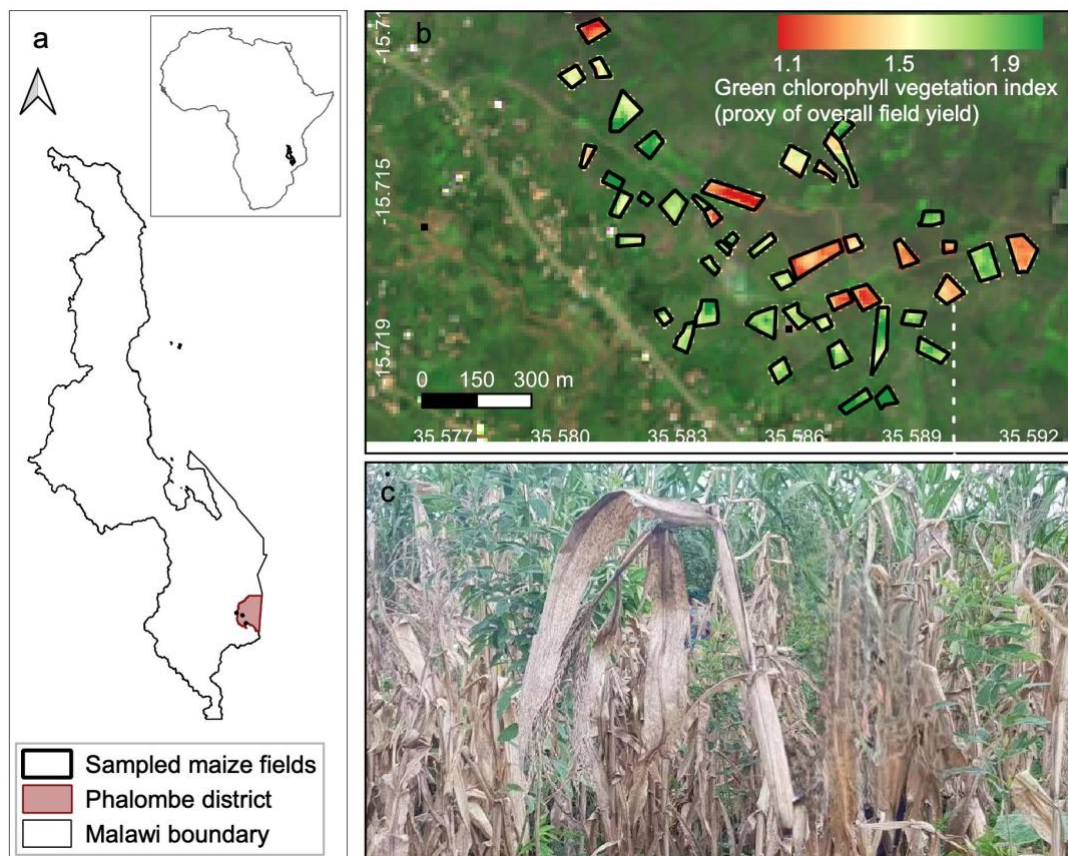 a
Sampled maize fields
Phalombe district
Malawi boundary
b
1.1 1.5 1.9
Green chlorophyll vegetation index
(proxy of overall field yield)
-15.715
-15.719
0 150 300 m
35.577 35.580 35.583 35.586 35.589 35.592
c